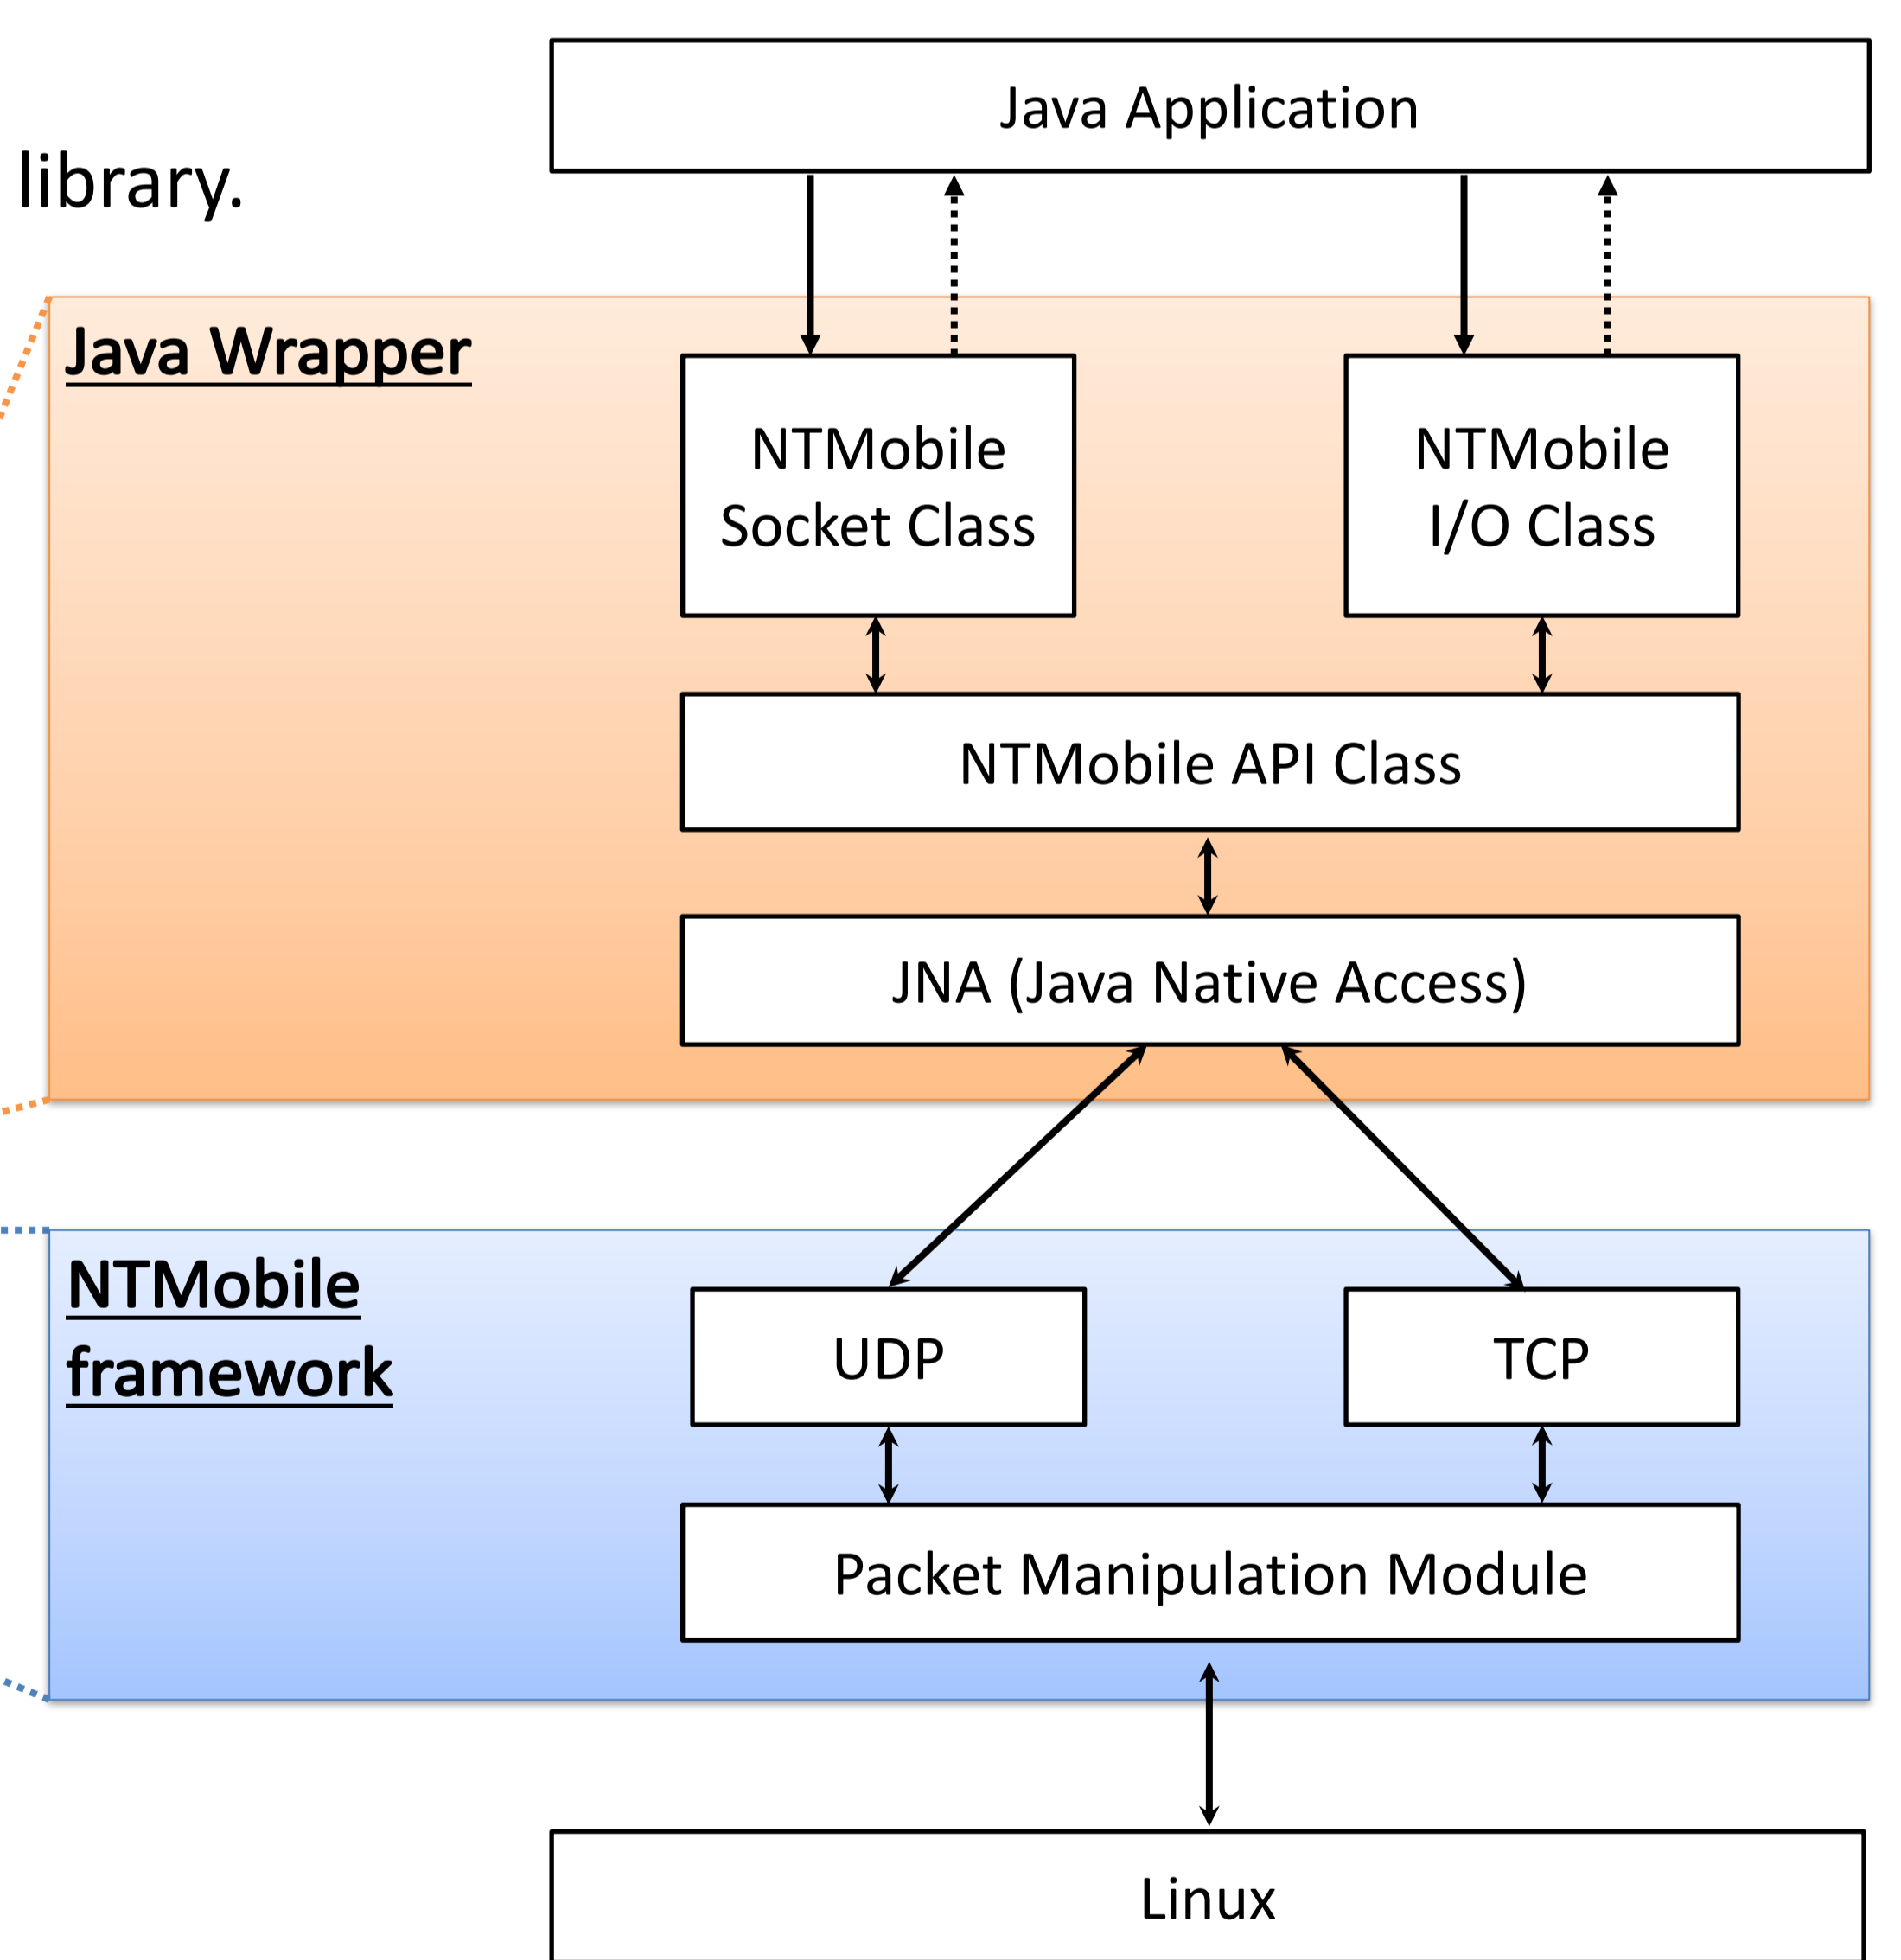 Java Application
library.
Java Wrapper
NTMobile
Socket Class
NTMobile
I/O Class
NTMobile API Class
JNA (Java Native Access)
NTMobile
framework
UDP
TCP
Packet Manipulation Module
Linux